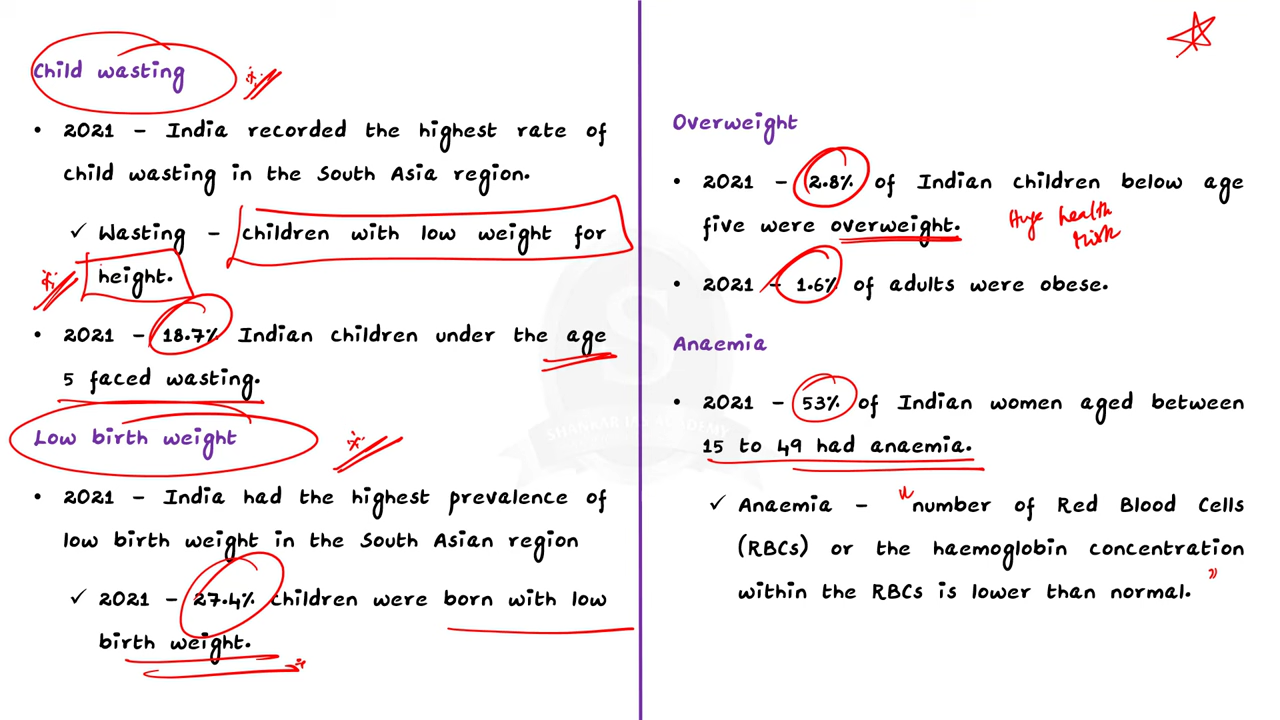 Child wasting
• 2021 - India recorded the highest rate of
child wasting in the South Asia region.
✓ Wasting - children with low weight for
height.
• 2021 - 18.7% Indian children under the age
5 faced wasting.
Low birth weight
• 2021 - India had the highest prevalence of
low birth weight in the South Asian region
✓ 2021 - 27.4% children were born with low
birth weight.
Overweight
• 2021 - 2.8% of Indian children below age
five were overweight.
Huge health
risk
• 2021 - 1.6% of adults were obese.
Anaemia
• 2021 - 53% of Indian women aged between
15 to 49 had anaemia.
✓ Anaemia - "number of Red Blood Cells
(RBCs) or the haemoglobin concentration
within the RBCs is lower than normal."
SHANKAR IAS ACADEMY